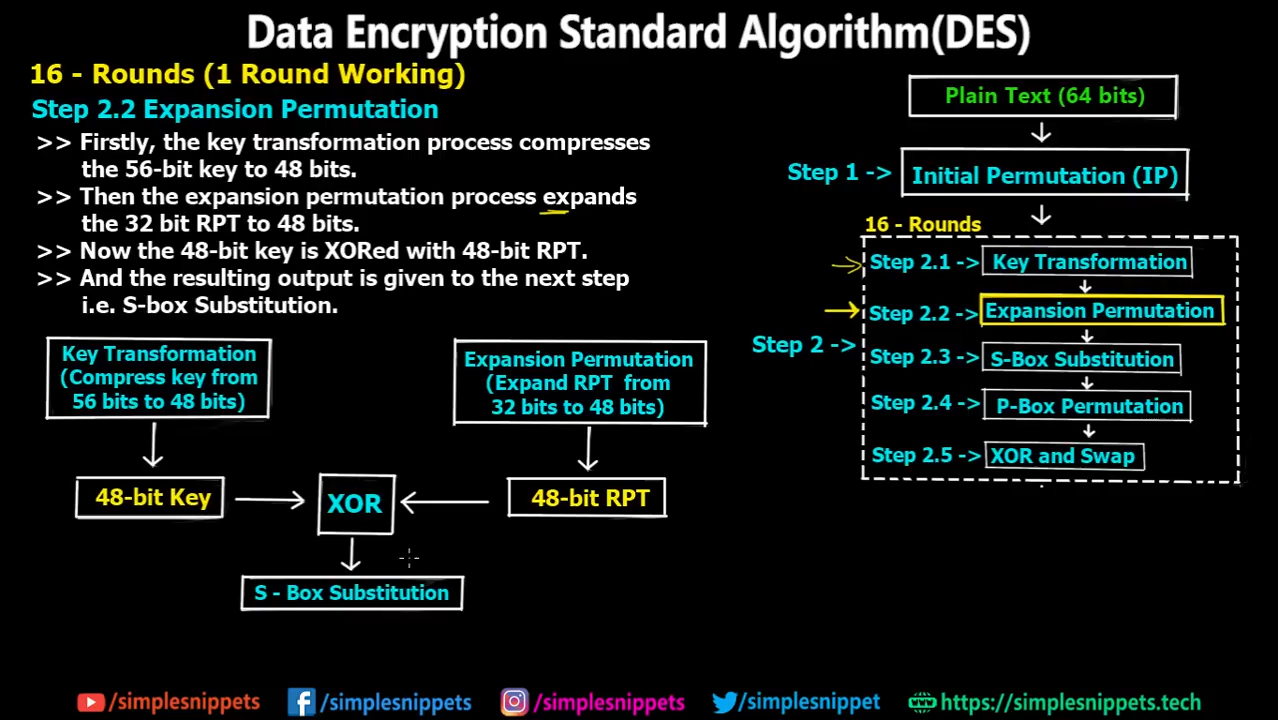 Data Encryption Standard Algorithm(DES)
16 - Rounds (1 Round Working)
Step 2.2 Expansion Permutation
>> Firstly, the key transformation process compresses
the 56-bit key to 48 bits.
>> Then the expansion permutation process expands
the 32 bit RPT to 48 bits.
>> Now the 48-bit key is XORed with 48-bit RPT.
>> And the resulting output is given to the next step
i.e. S-box Substitution.
Key Transformation
(Compress key from
56 bits to 48 bits)
Expansion Permutation
(Expand RPT from
32 bits to 48 bits)
48-bit Key
XOR
48-bit RPT
S - Box Substitution
Plain Text (64 bits)
Step 1 -> Initial Permutation (IP)
16 - Rounds
Step 2 ->
Step 2.1 -> Key Transformation
Step 2.2 -> Expansion Permutation
Step 2.3 -> S-Box Substitution
Step 2.4 -> P-Box Permutation
Step 2.5 -> XOR and Swap
/simplesnippets /simplesnippets /simplesnippets /simplesnippets https://simplesnippets.tech